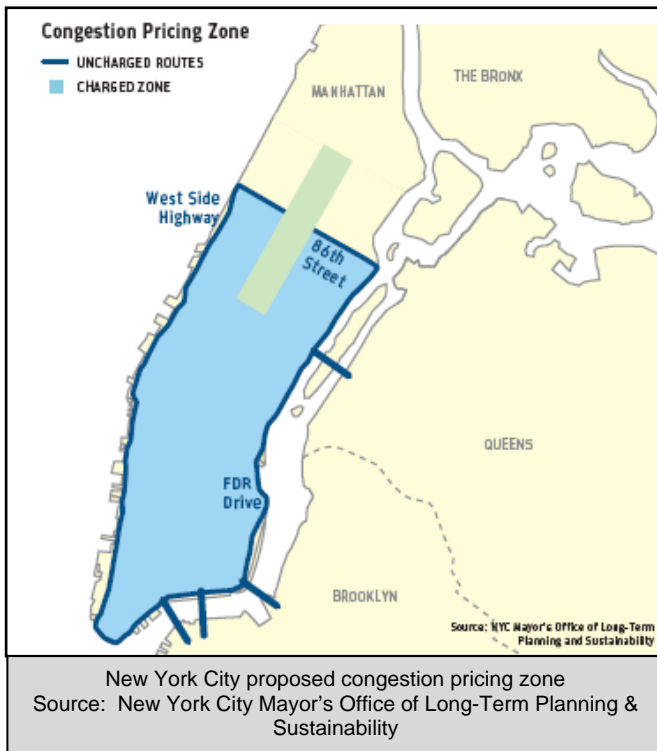 Congestion Pricing Zone
UNCHARGED ROUTES
CHARGED ZONE
MANHATTAN
THE BRONX
West Side
Highway
86th
Street
QUEENS
FDR
Drive
BROOKLYN
Source: NYC Mayor's Office of Long-Term
Planning and Sustainability
New York City proposed congestion pricing zone
Source: New York City Mayor's Office of Long-Term Planning &
Sustainability